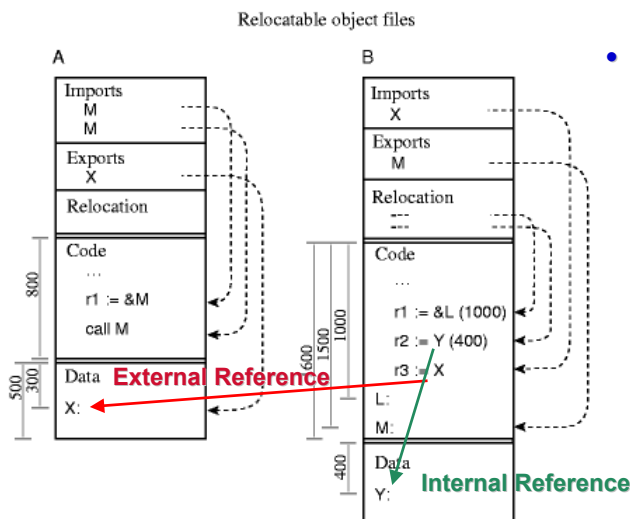 Relocatable object files
A
Imports
M
M
Exports
X
Relocation
800
Code
...
r1 := &M
call M
500
300
Data
X:
External Reference
B
Imports
X
Exports
M
Relocation
1000
1500
600
Code
...
r1 := &L (1000)
r2 := Y (400)
r3 := X
L:
M:
400
Data
Y:
Internal Reference